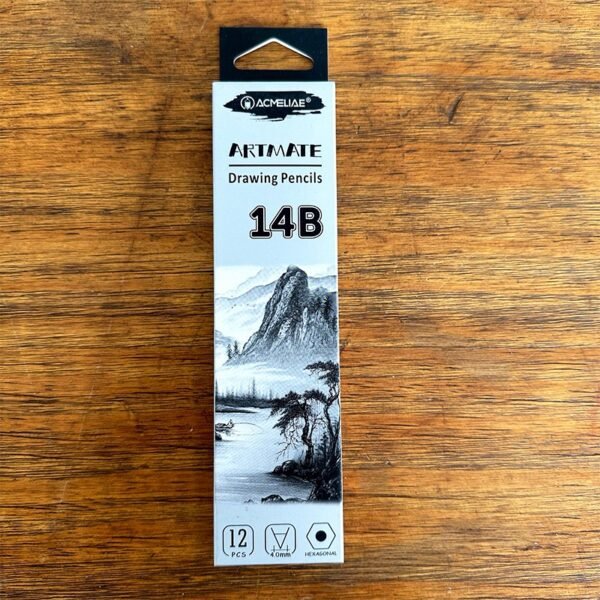 ACMELIAE®
ARTMATE
Drawing Pencils
14B
12
PCS
4.0mm
HEXAGONAL